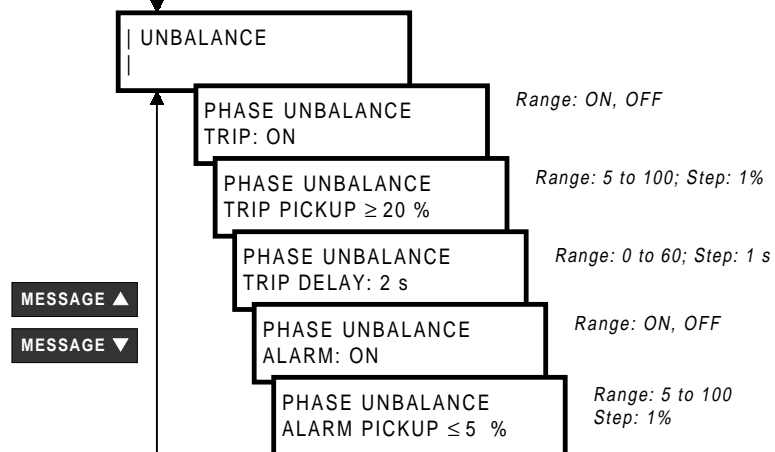 | UNBALANCE
|
PHASE UNBALANCE
TRIP: ON
Range: ON, OFF
PHASE UNBALANCE
TRIP PICKUP ≥ 20 %
Range: 5 to 100; Step: 1%
PHASE UNBALANCE
TRIP DELAY: 2 s
Range: 0 to 60; Step: 1 s
MESSAGE ▲
MESSAGE ▼
PHASE UNBALANCE
ALARM: ON
Range: ON, OFF
PHASE UNBALANCE
ALARM PICKUP ≤ 5 %
Range: 5 to 100
Step: 1%